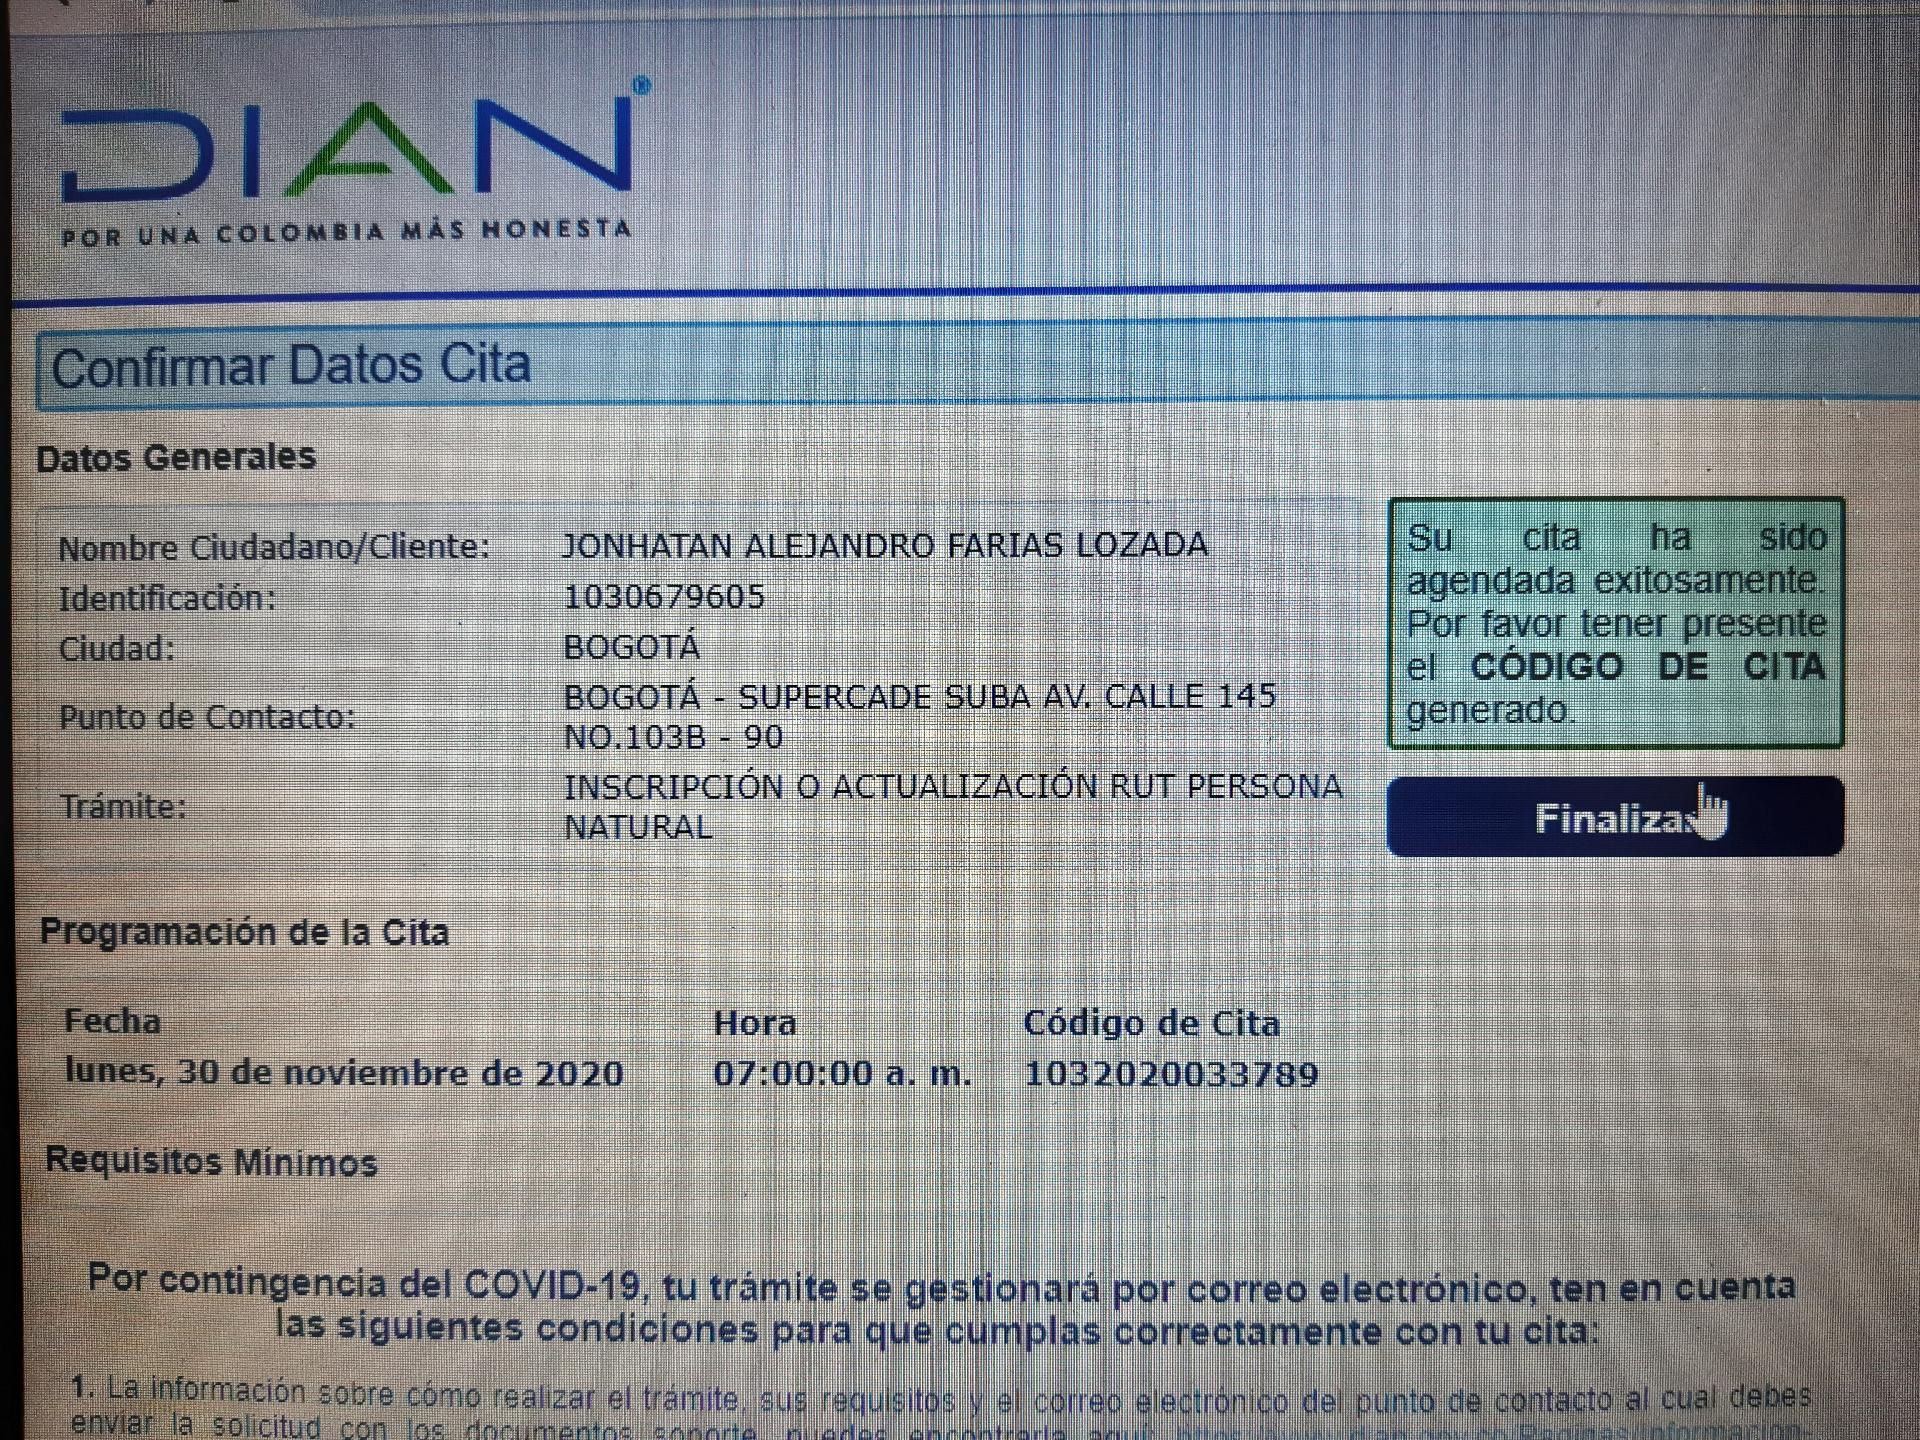 DIAN®
POR UNA COLOMBIA MÁS HONESTA
Confirmar Datos Cita
Datos Generales
Nombre Ciudadano/Cliente: JONHATAN ALEJANDRO FARIAS LOZADA
Identificación: 1030679605
Ciudad: BOGOTÁ
Punto de Contacto: BOGOTÁ - SUPERCADE SUBA AV. CALLE 145
NO.103B - 90
Trámite: INSCRIPCIÓN O ACTUALIZACIÓN RUT PERSONA
NATURAL
Su cita ha sido
agendada exitosamente.
Por favor tener presente
el CÓDIGO DE CITA
generado.
Finalizar
Programación de la Cita
Fecha Hora Código de Cita
lunes, 30 de noviembre de 2020 07:00:00 a. m. 1032020033789
Requisitos Mínimos
Por contingencia del COVID-19, tu trámite se gestionará por correo electrónico, ten en cuenta
las siguientes condiciones para que cumplas correctamente con tu cita:
1. La información sobre cómo realizar el trámite, sus requisitos y el correo electrónico del punto de contacto al cual debes
enviar la solicitud con los documentos soporte, puedes encontrarla aquí